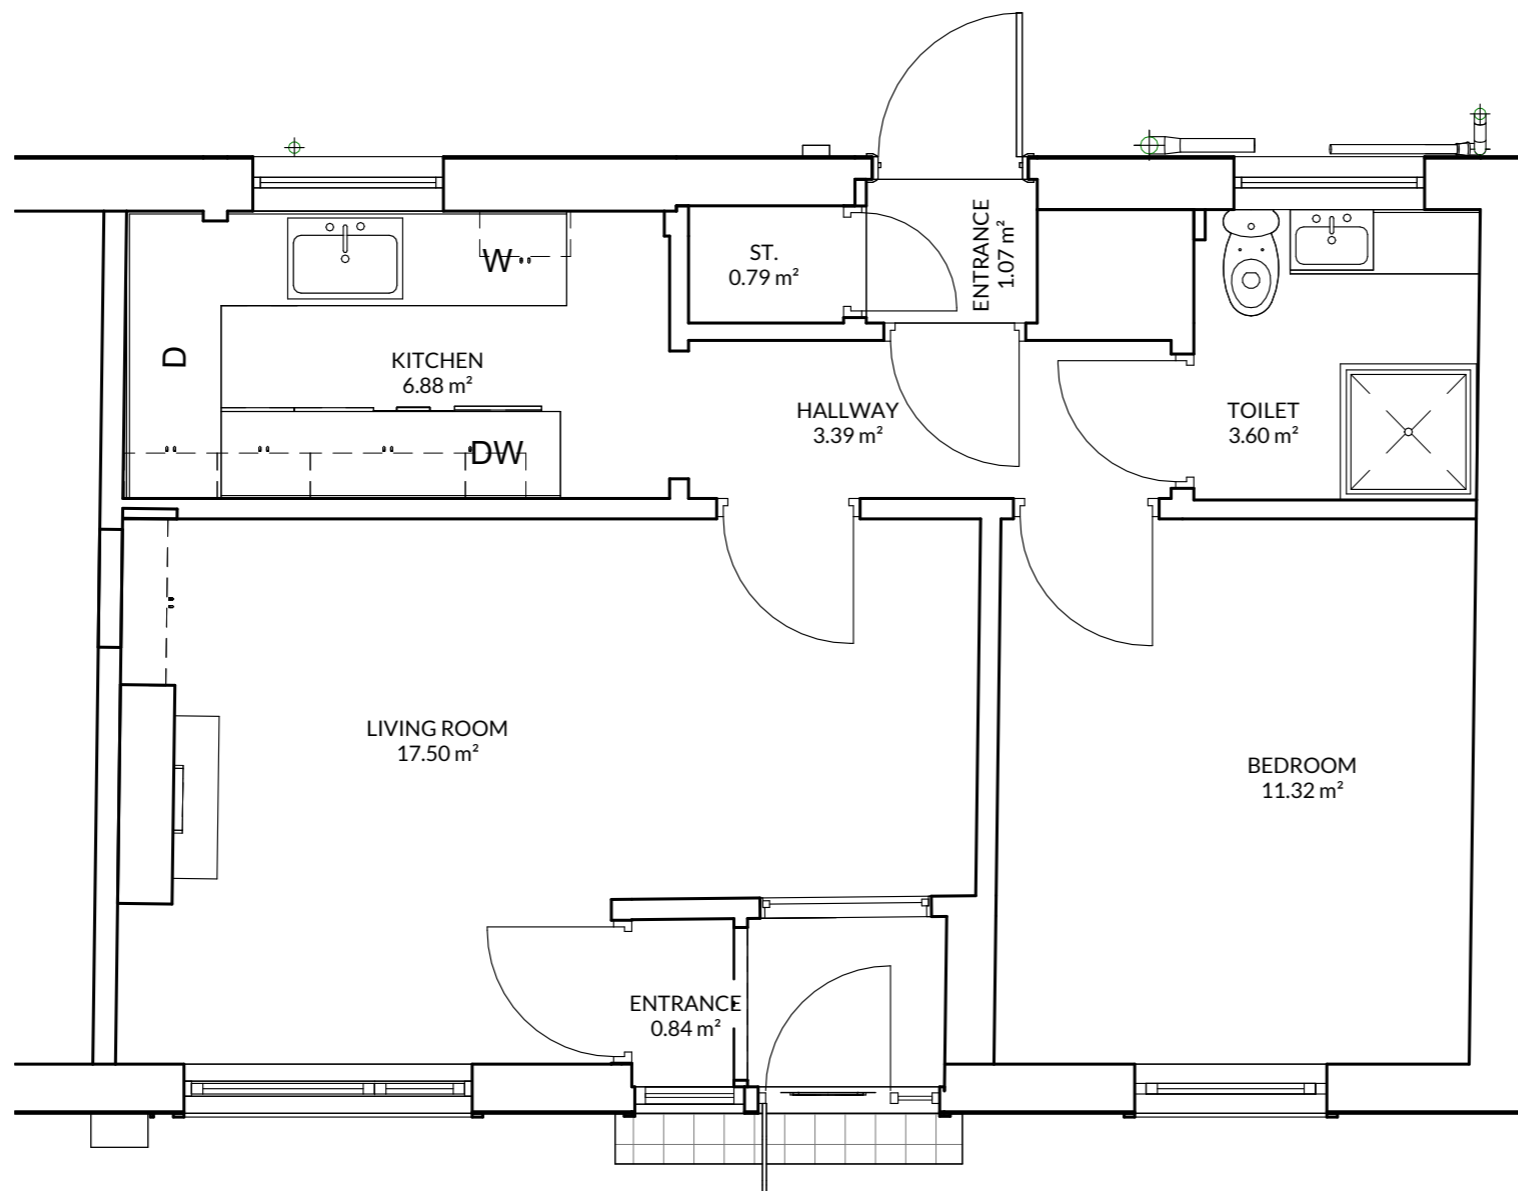 W
ST.
0.79 m²
ENTRANCE
1.07 m²
D
KITCHEN
6.88 m²
HALLWAY
3.39 m²
TOILET
3.60 m²
DW
LIVING ROOM
17.50 m²
BEDROOM
11.32 m²
ENTRANCE
0.84 m²